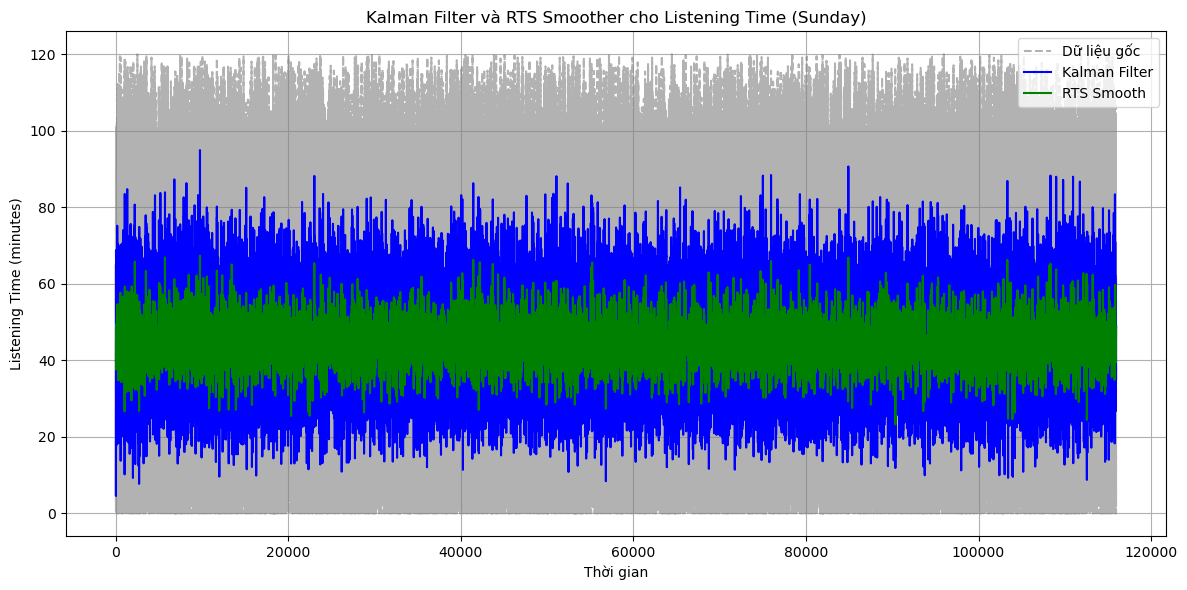 Kalman Filter và RTS Smoother cho Listening Time (Sunday)
Dữ liệu gốc
Kalman Filter
RTS Smooth
Listening Time (minutes)
120
100
80
60
40
20
0
0 20000 40000 60000 80000 100000 120000
Thời gian